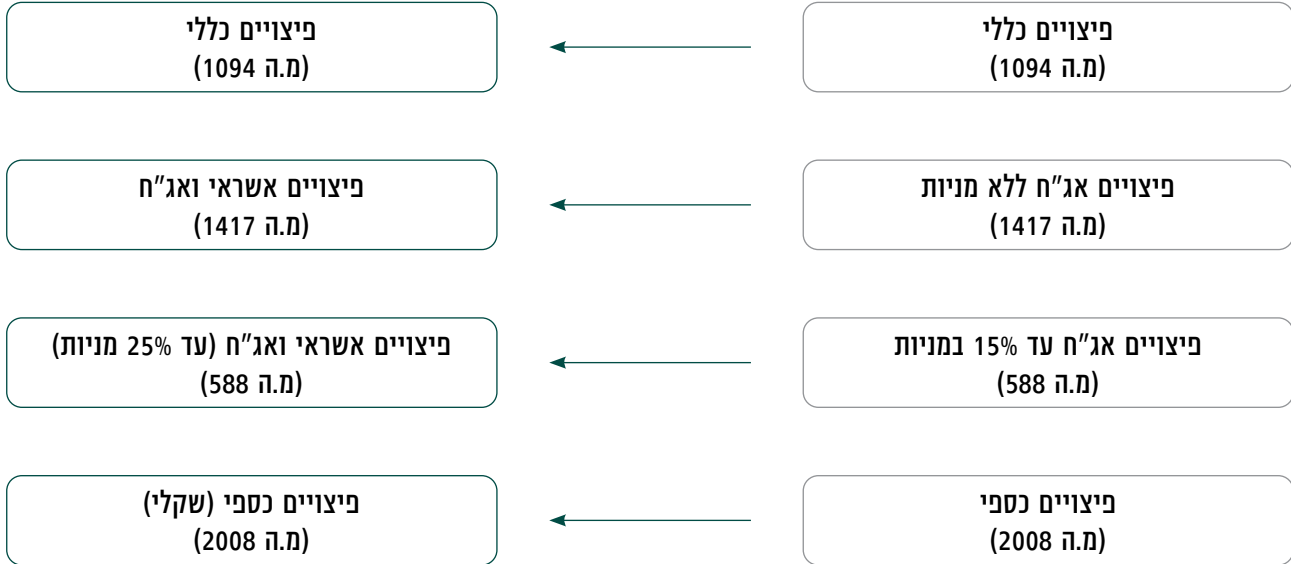 פיצויים כללי
(מ.ה 1094)
פיצויים כללי
(מ.ה 1094)
פיצויים אג"ח ללא מניות
(מ.ה 1417)
פיצויים אשראי ואג"ח
(מ.ה 1417)
פיצויים אג"ח עד 15% במניות
(מ.ה 588)
פיצויים אשראי ואג"ח (עד 25% מניות)
(מ.ה 588)
פיצויים כספי
(מ.ה 2008)
פיצויים כספי (שקלי)
(מ.ה 2008)